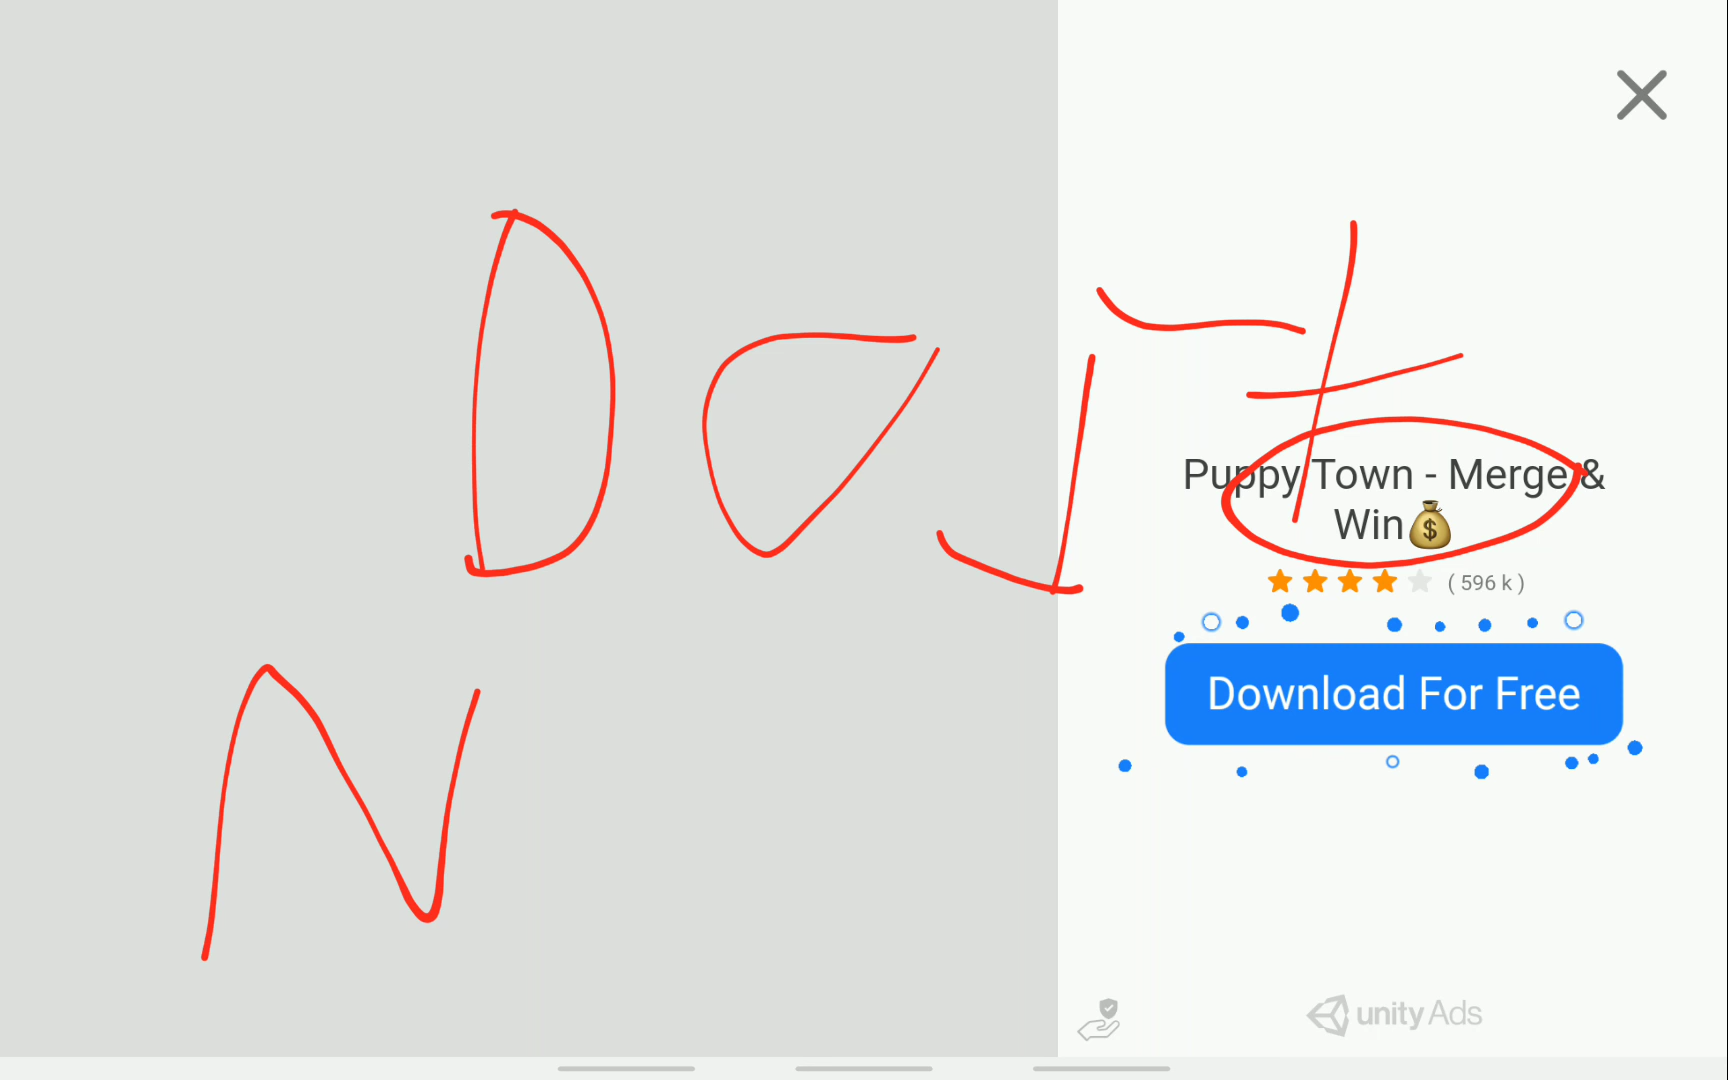 Puppy Town - Merge &
Win💰
( 596 k )
Download For Free
N
unity Ads